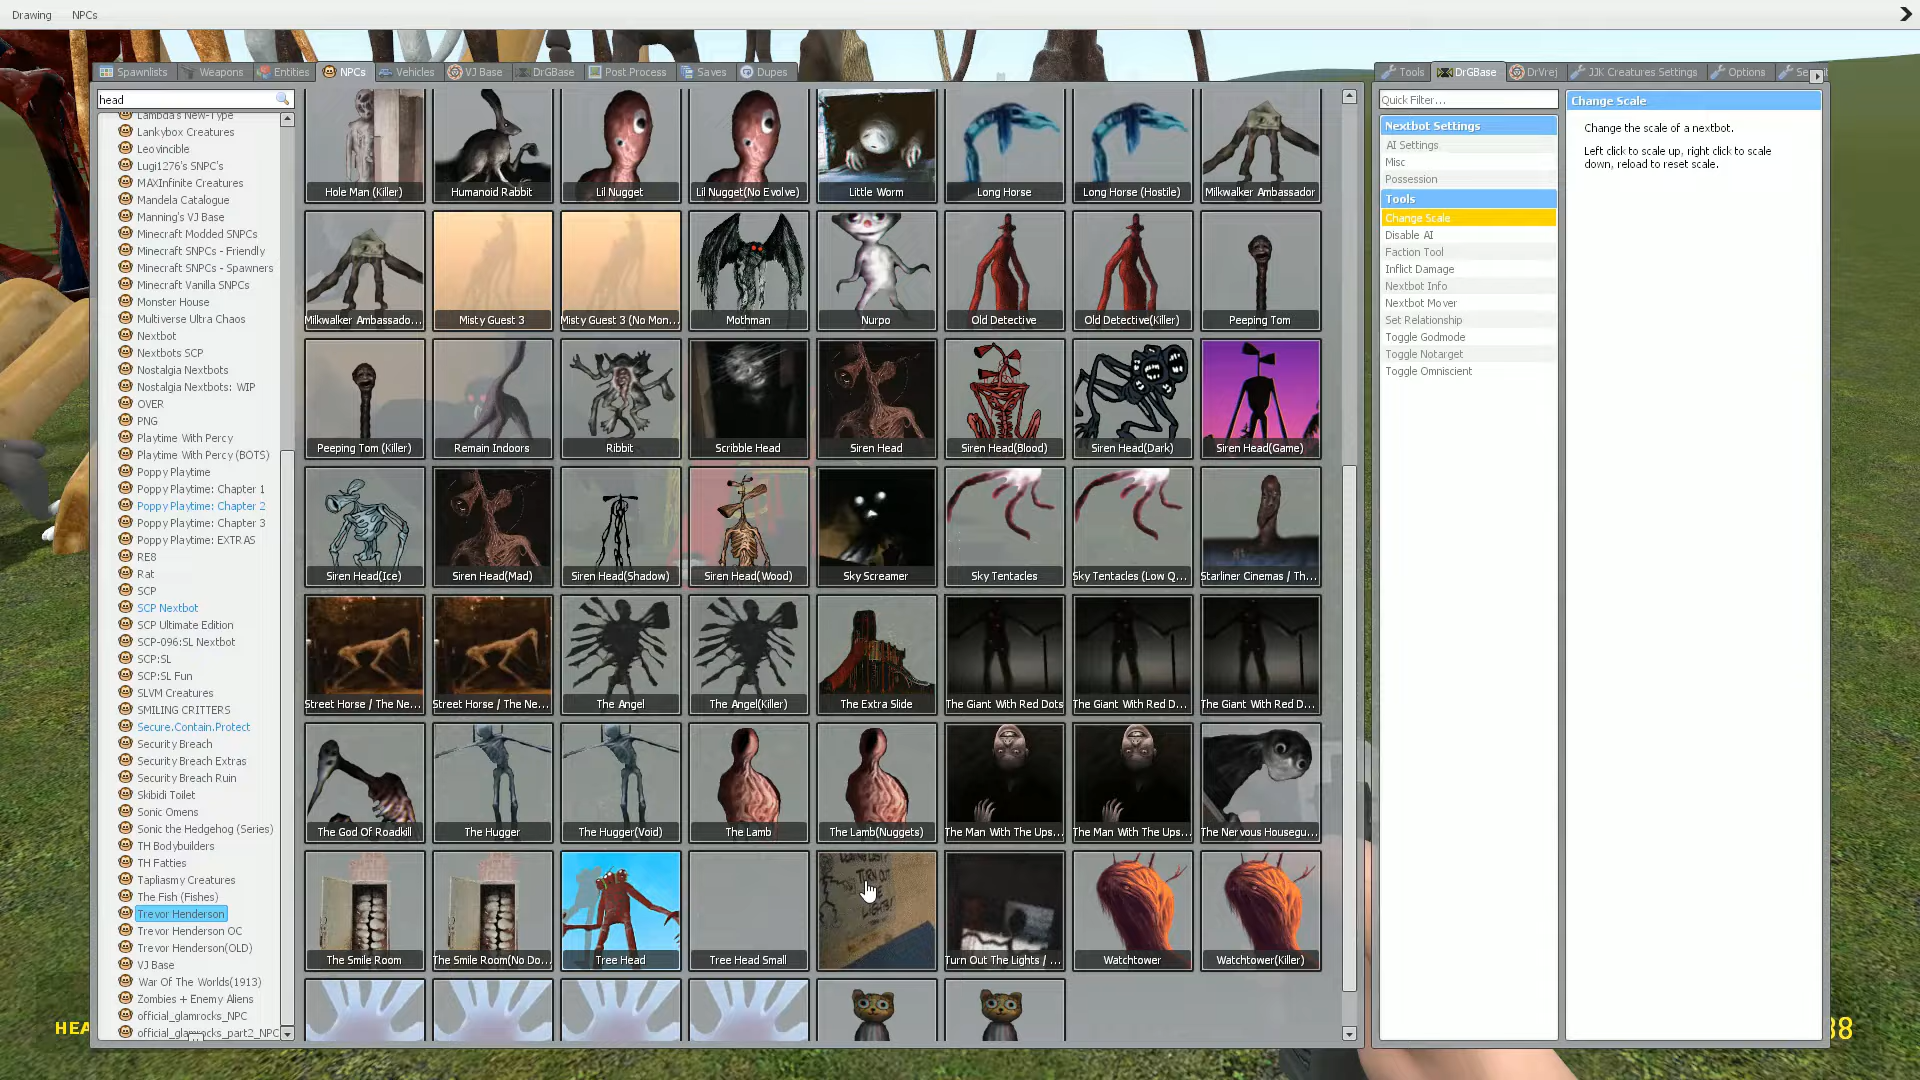 Drawing NPCs
Spawnlists Weapons Entities NPCs Vehicles VJ Base DrGBase Post Process Saves Dupes
Tools DrGBase DrVrej JJK Creatures Settings Options
head
Lambda's New-Type
Lankybox Creatures
Leovincible
Lugi1276's SNPC's
MAXInfinite Creatures
Mandela Catalogue
Manning's VJ Base
Minecraft Modded SNPCs
Minecraft SNPCs - Friendly
Minecraft SNPCs - Spawners
Minecraft Vanilla SNPCs
Monster House
Multiverse Ultra Chaos
Nextbot
Nextbots SCP
Nostalgia Nextbots
Nostalgia Nextbots: WIP
OVER
PNG
Playtime With Percy
Playtime With Percy (BOTS)
Poppy Playtime
Poppy Playtime: Chapter 1
Poppy Playtime: Chapter 2
Poppy Playtime: Chapter 3
Poppy Playtime: EXTRAS
RE8
Rat
SCP
SCP Nextbot
SCP Ultimate Edition
SCP-096:SL Nextbot
SCP:SL
SCP:SL Fun
SLVM Creatures
SMILING CRITTERS
Secure.Contain.Protect
Security Breach
Security Breach Extras
Security Breach Ruin
Skibidi Toilet
Sonic Omens
Sonic the Hedgehog (Series)
TH Bodybuilders
TH Fatties
Tapliasmy Creatures
The Fish (Fishes)
Trevor Henderson
Trevor Henderson OC
Trevor Henderson(OLD)
VJ Base
War Of The Worlds(1913)
Zombies + Enemy Aliens
official_glamrocks_NPC
official_glamrocks_part2_NPC
Hole Man (Killer) Humanoid Rabbit Lil Nugget Lil Nugget(No Evolve) Little Worm Long Horse Long Horse (Hostile) Milkwalker Ambassador
Milkwalker Ambassado... Misty Guest 3 Misty Guest 3 (No Mon... Mothman Nurpo Old Detective Old Detective(Killer) Peeping Tom
Peeping Tom (Killer) Remain Indoors Ribbit Scribble Head Siren Head Siren Head(Blood) Siren Head(Dark) Siren Head(Game)
Siren Head(Ice) Siren Head(Mad) Siren Head(Shadow) Siren Head(Wood) Sky Screamer Sky Tentacles Sky Tentacles (Low Q... Starliner Cinemas / Th...
Street Horse / The Ne... Street Horse / The Ne... The Angel The Angel(Killer) The Extra Slide The Giant With Red Dots The Giant With Red D... The Giant With Red D...
The God Of Roadkill The Hugger The Hugger(Void) The Lamb The Lamb(Nuggets) The Man With The Ups... The Man With The Ups... The Nervous Housegu...
TURN OUT
LIGHTS!
The Smile Room The Smile Room(No Do... Tree Head Tree Head Small Turn Out The Lights / ... Watchtower Watchtower(Killer)
Quick Filter...
Nextbot Settings
AI Settings
Misc
Possession
Tools
Change Scale
Disable AI
Faction Tool
Inflict Damage
Nextbot Info
Nextbot Mover
Set Relationship
Toggle Godmode
Toggle Notarget
Toggle Omniscient
Change Scale
Change the scale of a nextbot.
Left click to scale up, right click to scale
down, reload to reset scale.
HEA
38